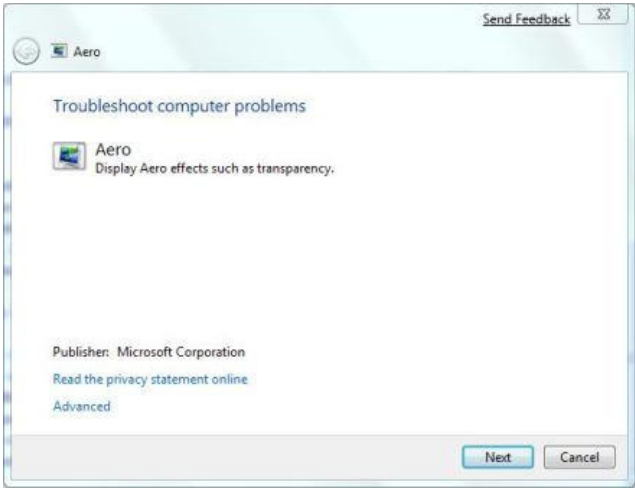 Send Feedback
Aero
Troubleshoot computer problems
Aero
Display Aero effects such as transparency.
Publisher: Microsoft Corporation
Read the privacy statement online
Advanced
Next Cancel